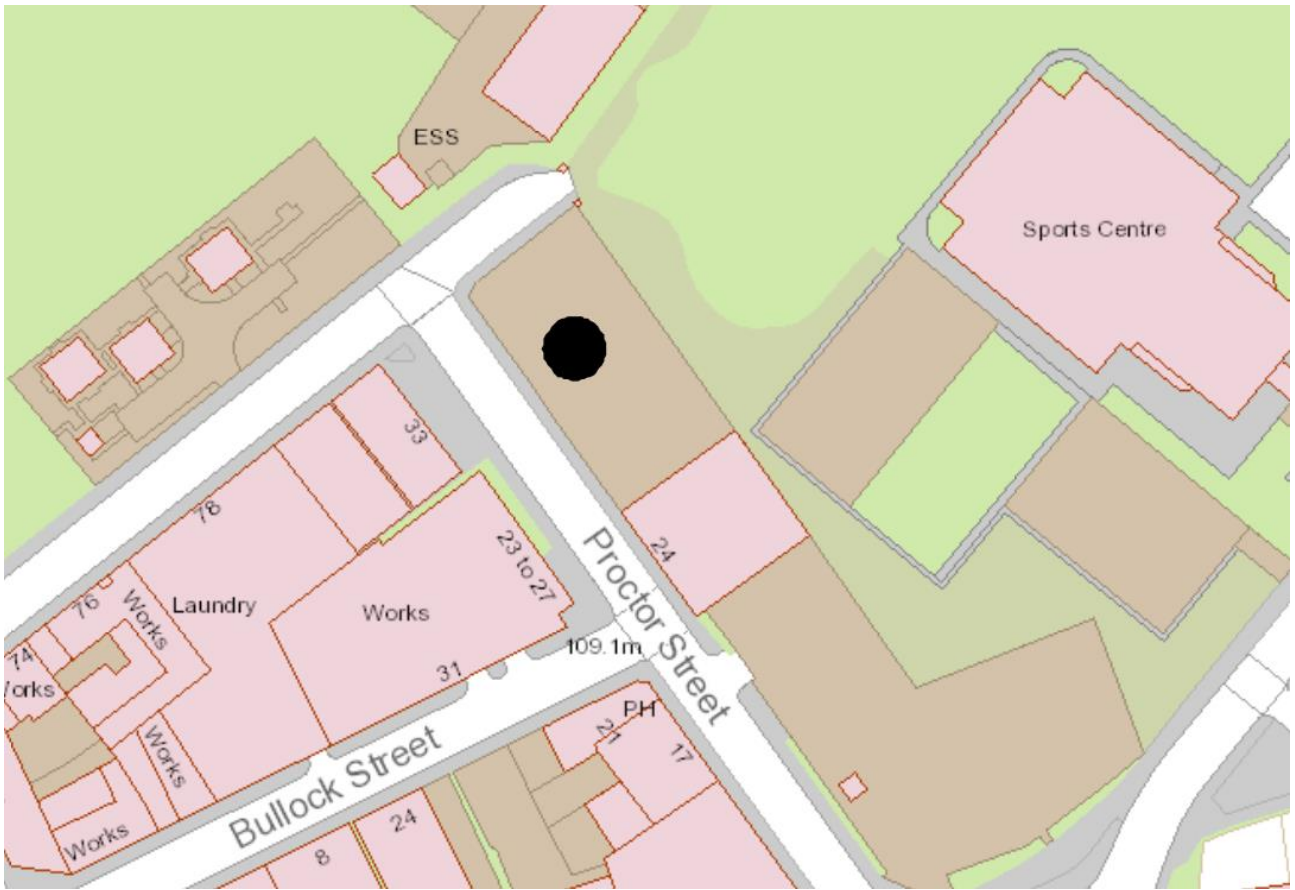 ESS
Sports Centre
33
78
24
23 to 27
Proctor Street
Laundry
Works
76
Works
74
109.1m
31
PH
21
17
Works
Bullock Street
Works
24
8